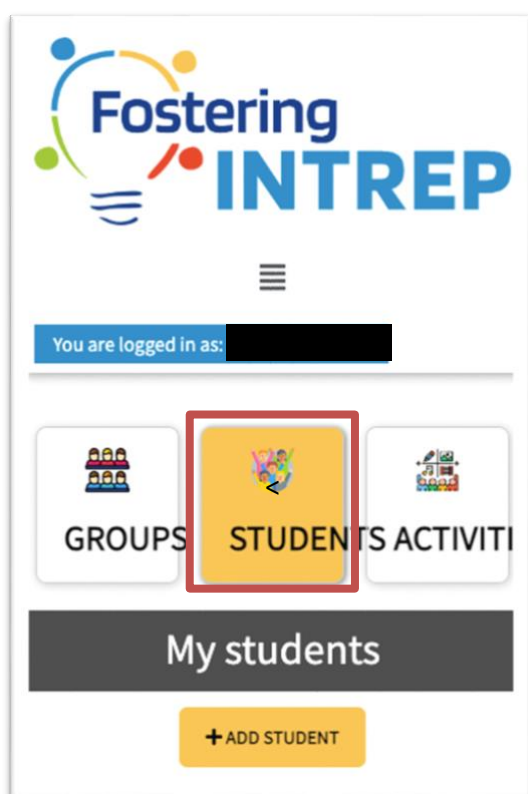 Fostering
INTREP
You are logged in as:
GROUPS STUDENTS ACTIVITI
My students
+ ADD STUDENT